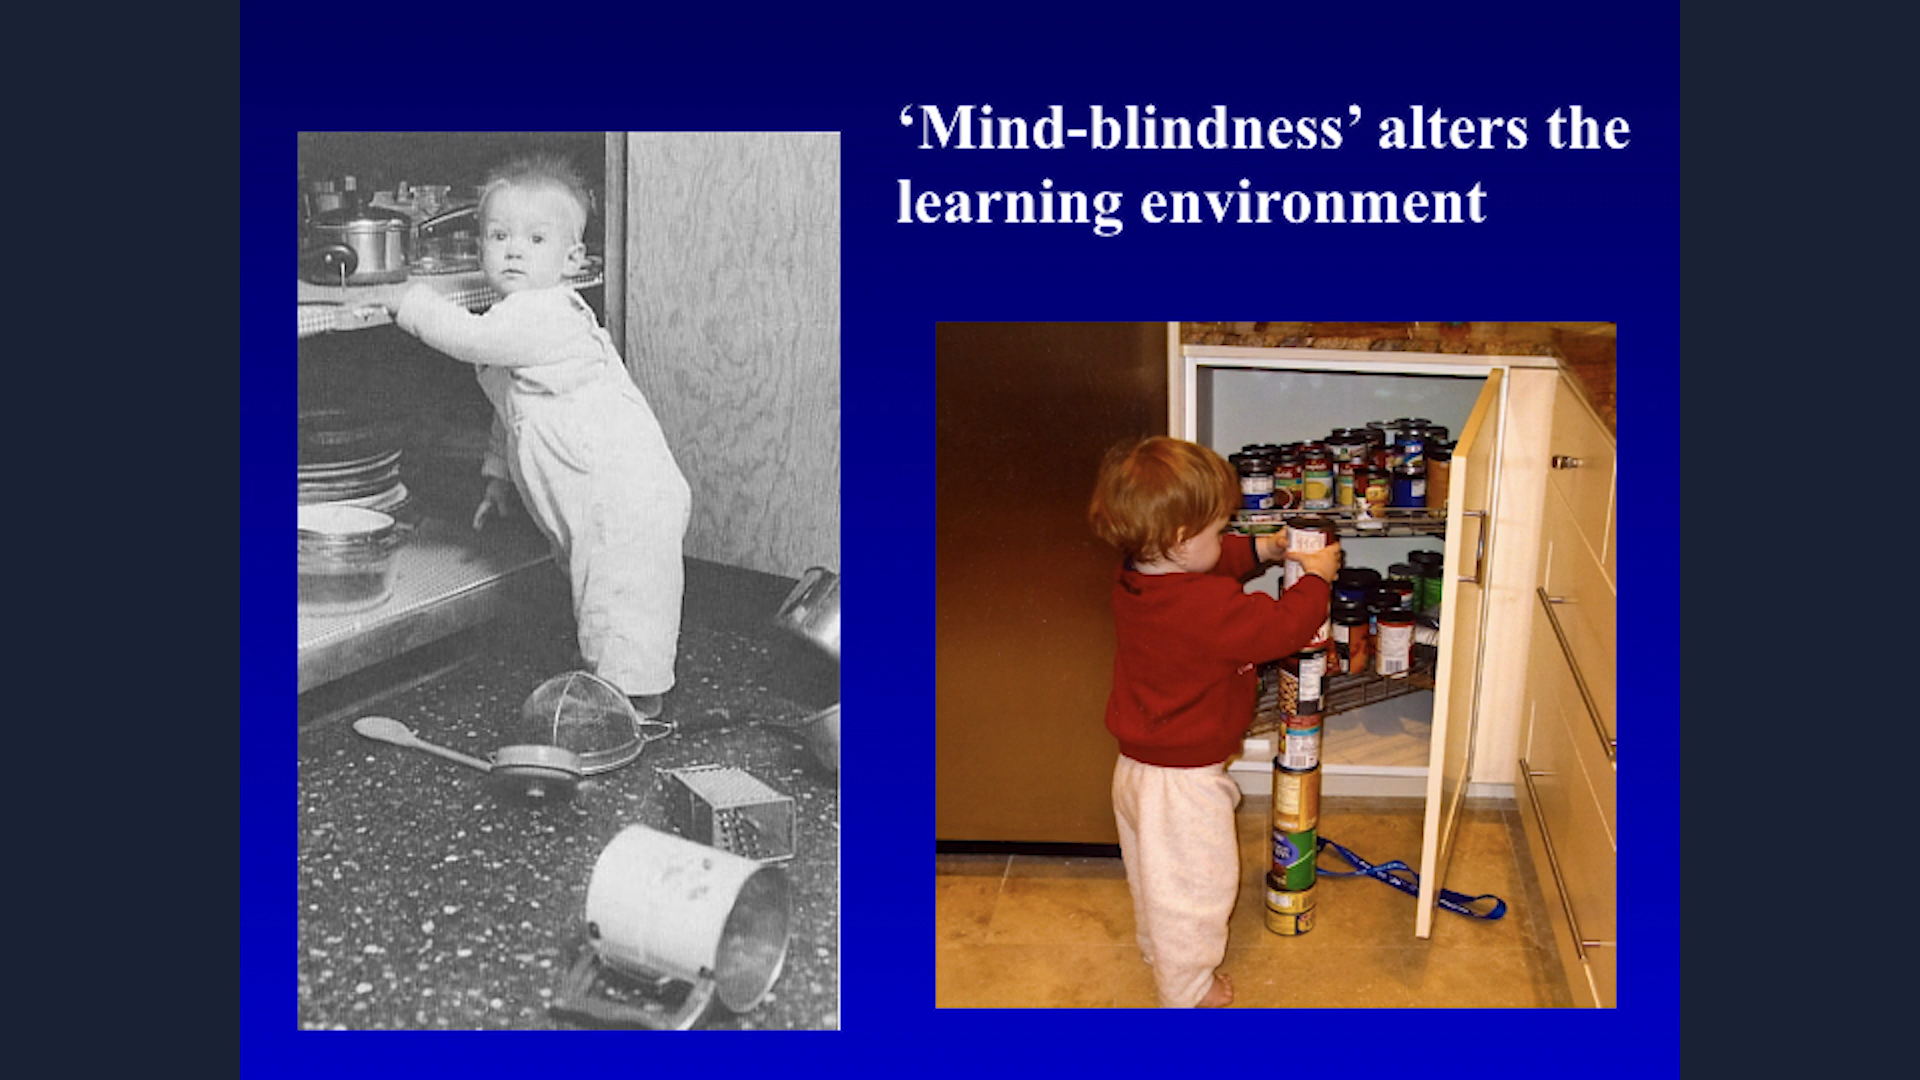 ‘Mind-blindness’ alters the
learning environment